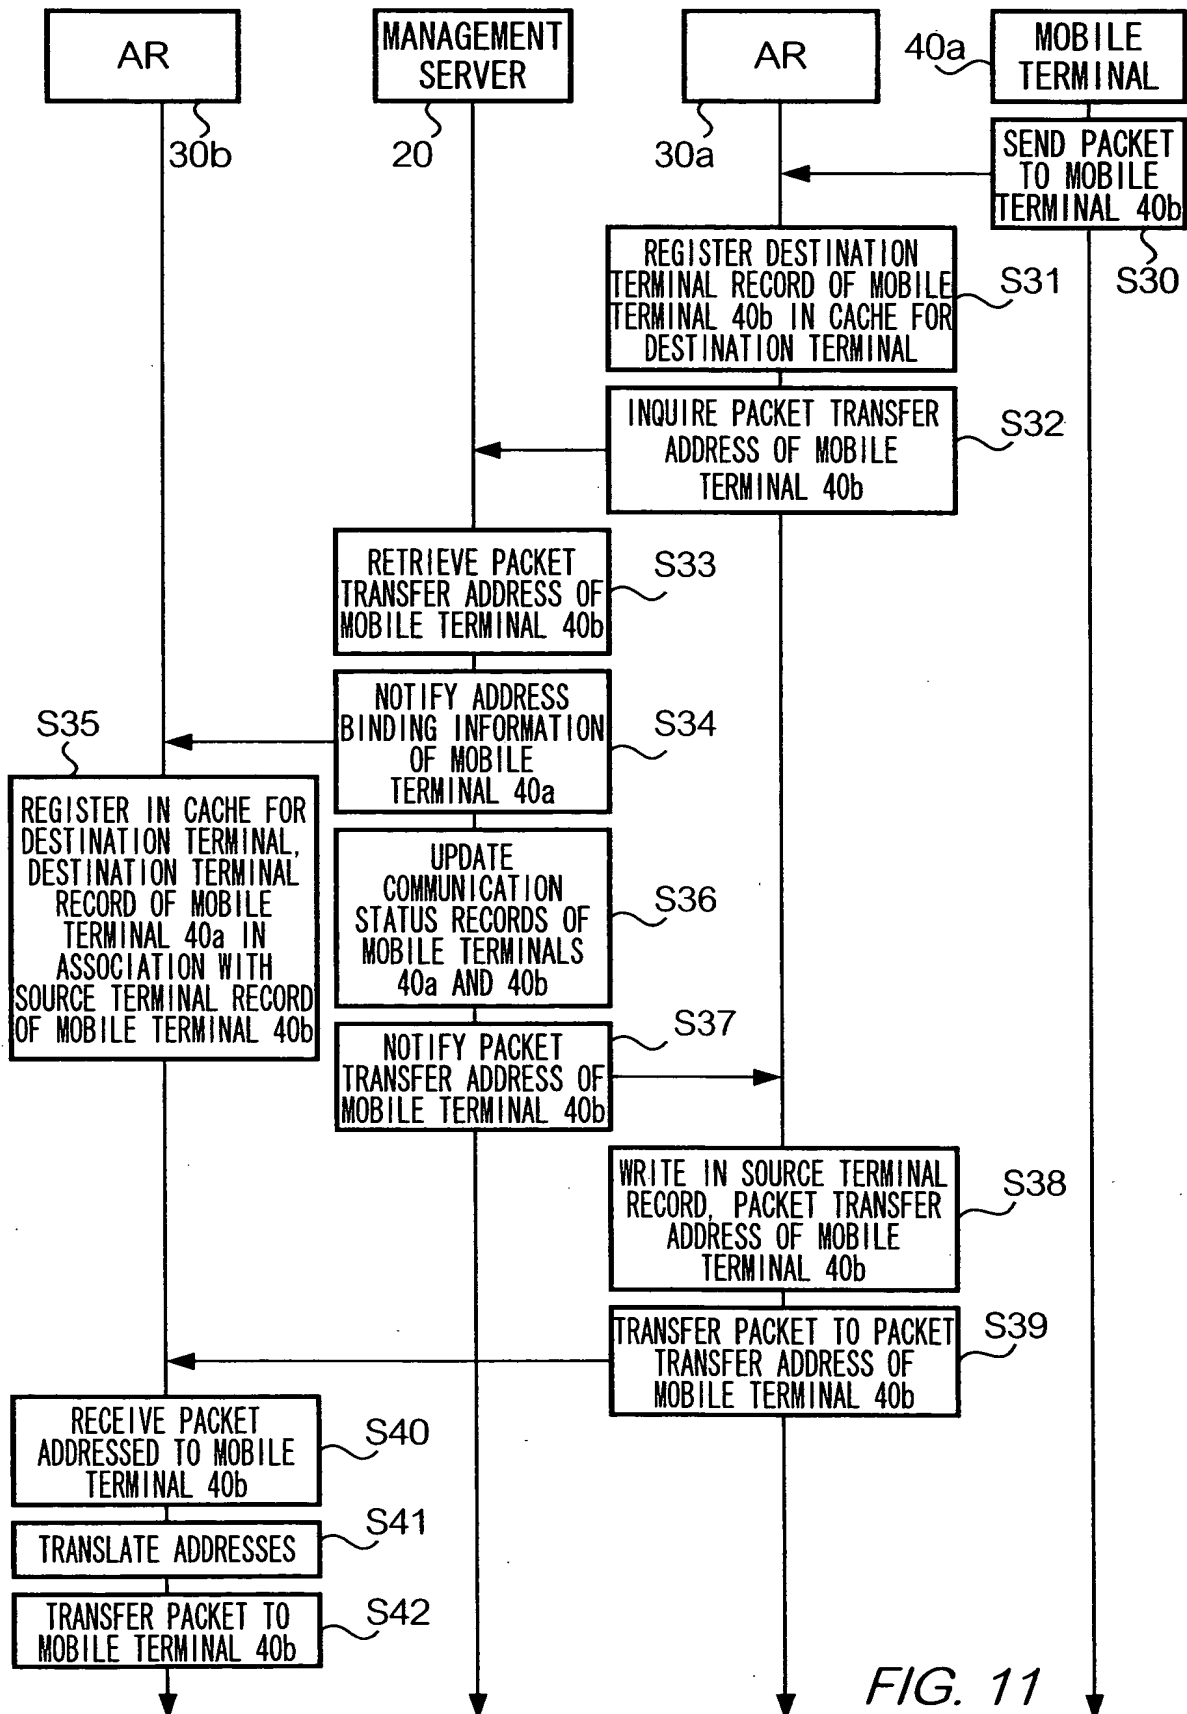 AR
30b
MANAGEMENT
SERVER
20
AR
30a
40a
MOBILE
TERMINAL
SEND PACKET
TO MOBILE
TERMINAL 40b
S30
REGISTER DESTINATION
TERMINAL RECORD OF MOBILE
TERMINAL 40b IN CACHE FOR
DESTINATION TERMINAL
S31
INQUIRE PACKET TRANSFER
ADDRESS OF MOBILE
TERMINAL 40b
S32
RETRIEVE PACKET
TRANSFER ADDRESS OF
MOBILE TERMINAL 40b
S33
NOTIFY ADDRESS
BINDING INFORMATION
OF MOBILE
TERMINAL 40a
S34
S35
REGISTER IN CACHE FOR
DESTINATION TERMINAL,
DESTINATION TERMINAL
RECORD OF MOBILE
TERMINAL 40a IN
ASSOCIATION WITH
SOURCE TERMINAL RECORD
OF MOBILE TERMINAL 40b
UPDATE
COMMUNICATION
STATUS RECORDS OF
MOBILE TERMINALS
40a AND 40b
S36
NOTIFY PACKET
TRANSFER ADDRESS OF
MOBILE TERMINAL 40b
S37
WRITE IN SOURCE TERMINAL
RECORD, PACKET TRANSFER
ADDRESS OF MOBILE
TERMINAL 40b
S38
TRANSFER PACKET TO PACKET
TRANSFER ADDRESS OF
MOBILE TERMINAL 40b
S39
RECEIVE PACKET
ADDRESSED TO MOBILE
TERMINAL 40b
S40
TRANSLATE ADDRESSES
S41
TRANSFER PACKET TO
MOBILE TERMINAL 40b
S42
FIG. 11